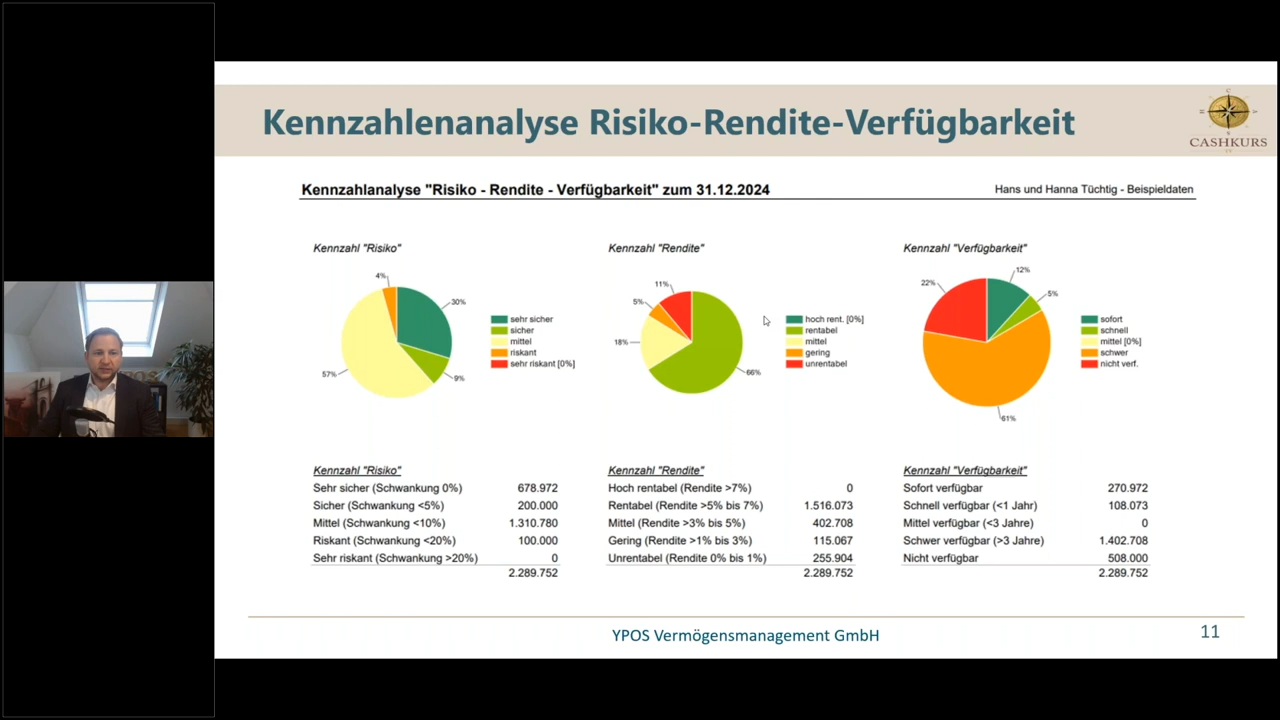 Kennzahlenanalyse Risiko-Rendite-Verfügbarkeit
CASHKURS
Kennzahlanalyse "Risiko - Rendite - Verfügbarkeit" zum 31.12.2024
Hans und Hanna Tüchtig - Beispieldaten
Kennzahl "Risiko"
4%
30%
57%
9%
sehr sicher
sicher
mittel
riskant
sehr riskant [0%]
Kennzahl "Rendite"
11%
5%
18%
66%
hoch rent. [0%]
rentabel
mittel
gering
unrentabel
Kennzahl "Verfügbarkeit"
12%
22%
5%
61%
sofort
schnell
mittel [0%]
schwer
nicht verf.
Kennzahl "Risiko"
Sehr sicher (Schwankung 0%) 678.972
Sicher (Schwankung <5%) 200.000
Mittel (Schwankung <10%) 1.310.780
Riskant (Schwankung <20%) 100.000
Sehr riskant (Schwankung >20%) 0
2.289.752
Kennzahl "Rendite"
Hoch rentabel (Rendite >7%) 0
Rentabel (Rendite >5% bis 7%) 1.516.073
Mittel (Rendite >3% bis 5%) 402.708
Gering (Rendite >1% bis 3%) 115.067
Unrentabel (Rendite 0% bis 1%) 255.904
2.289.752
Kennzahl "Verfügbarkeit"
Sofort verfügbar 270.972
Schnell verfügbar (<1 Jahr) 108.073
Mittel verfügbar (<3 Jahre) 0
Schwer verfügbar (>3 Jahre) 1.402.708
Nicht verfügbar 508.000
2.289.752
YPOS Vermögensmanagement GmbH
11